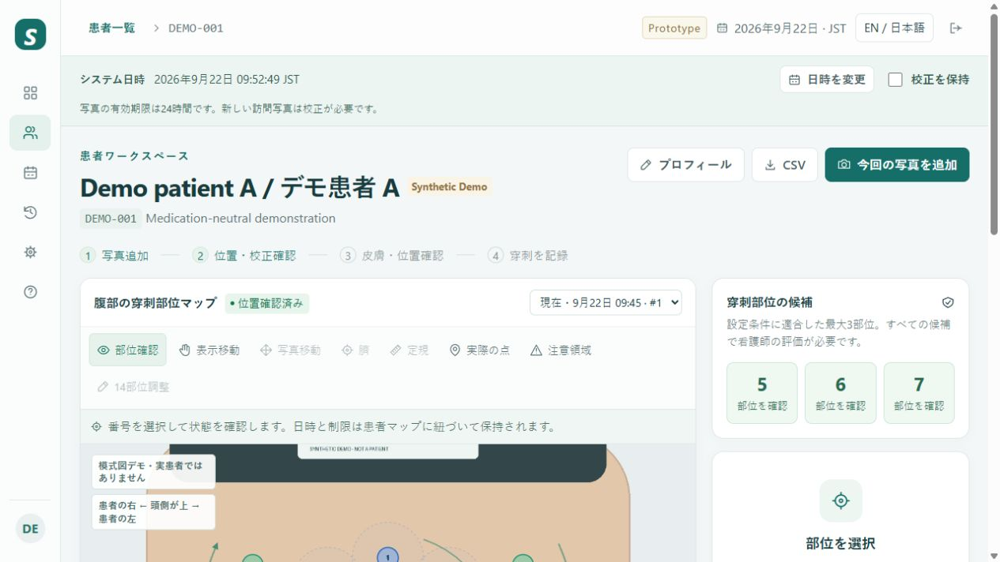 S
患者一覧 > DEMO-001
Prototype
2026年9月22日 · JST
EN / 日本語
システム日時 2026年9月22日 09:52:49 JST
日時を変更
校正を保持
写真の有効期限は24時間です。新しい訪問写真は校正が必要です。
患者ワークスペース
Demo patient A / デモ患者 A
Synthetic Demo
プロフィール
CSV
今回の写真を追加
DEMO-001 Medication-neutral demonstration
1 写真追加
2 位置・校正確認
3 皮膚・位置確認
4 穿刺を記録
腹部の穿刺部位マップ
• 位置確認済み
現在・9月22日 09:45 · #1
部位確認
表示移動
写真移動
臍
定規
実際の点
注意領域
14部位調整
番号を選択して状態を確認します。日時と制限は患者マップに紐づいて保持されます。
SYNTHETIC DEMO · NOT A PATIENT
模式図デモ・実患者では
ありません
患者の右 ← 頭側が上 →
患者の左
1
穿刺部位の候補
設定条件に適合した最大3部位。すべての候補
で看護師の評価が必要です。
5
部位を確認
6
部位を確認
7
部位を確認
部位を選択
DE